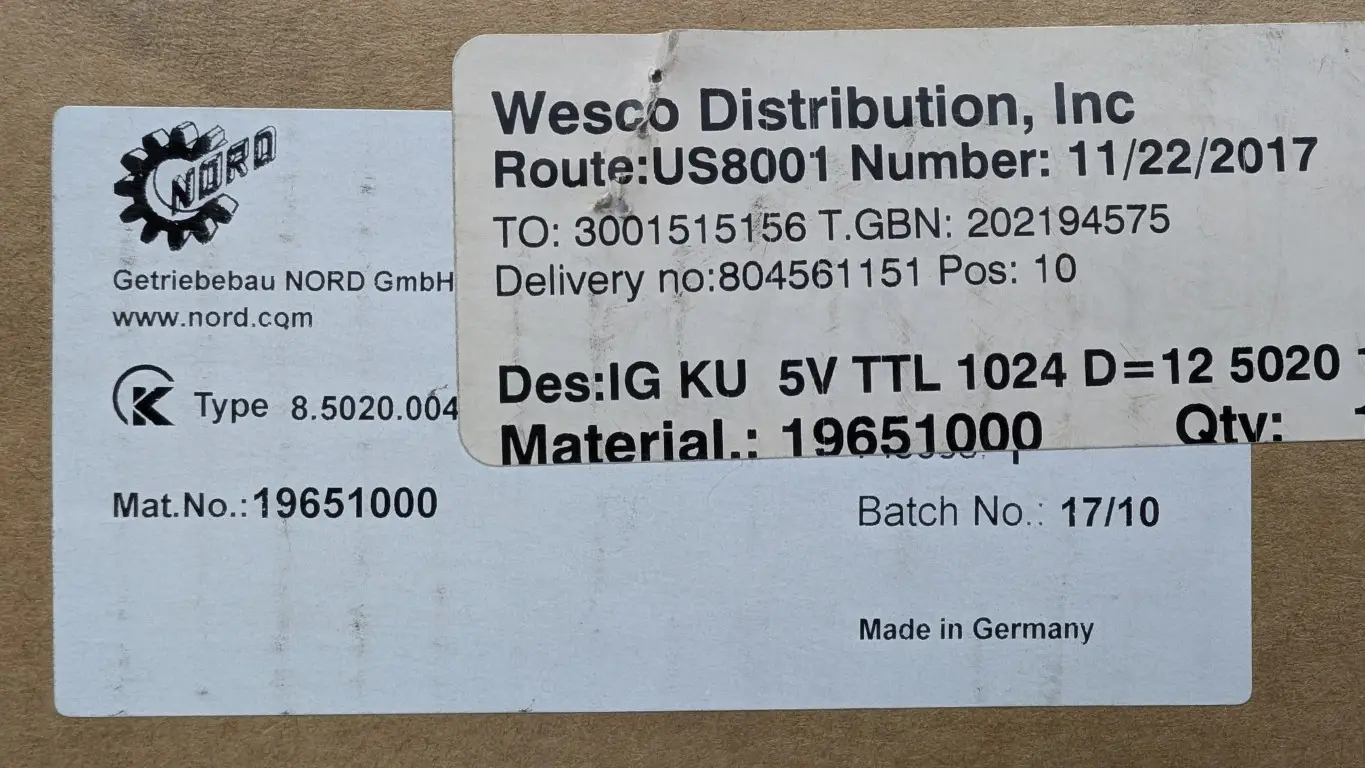 NORD
Getriebebau NORD GmbH
www.nord.com
K Type 8.5020.004
Mat.No.:19651000
Wesco Distribution, Inc
Route:US8001 Number: 11/22/2017
TO: 3001515156 T.GBN: 202194575
Delivery no:804561151 Pos: 10
Des:IG KU 5V TTL 1024 D=12 5020
Material.: 19651000 Qty:
Batch No.: 17/10
Made in Germany